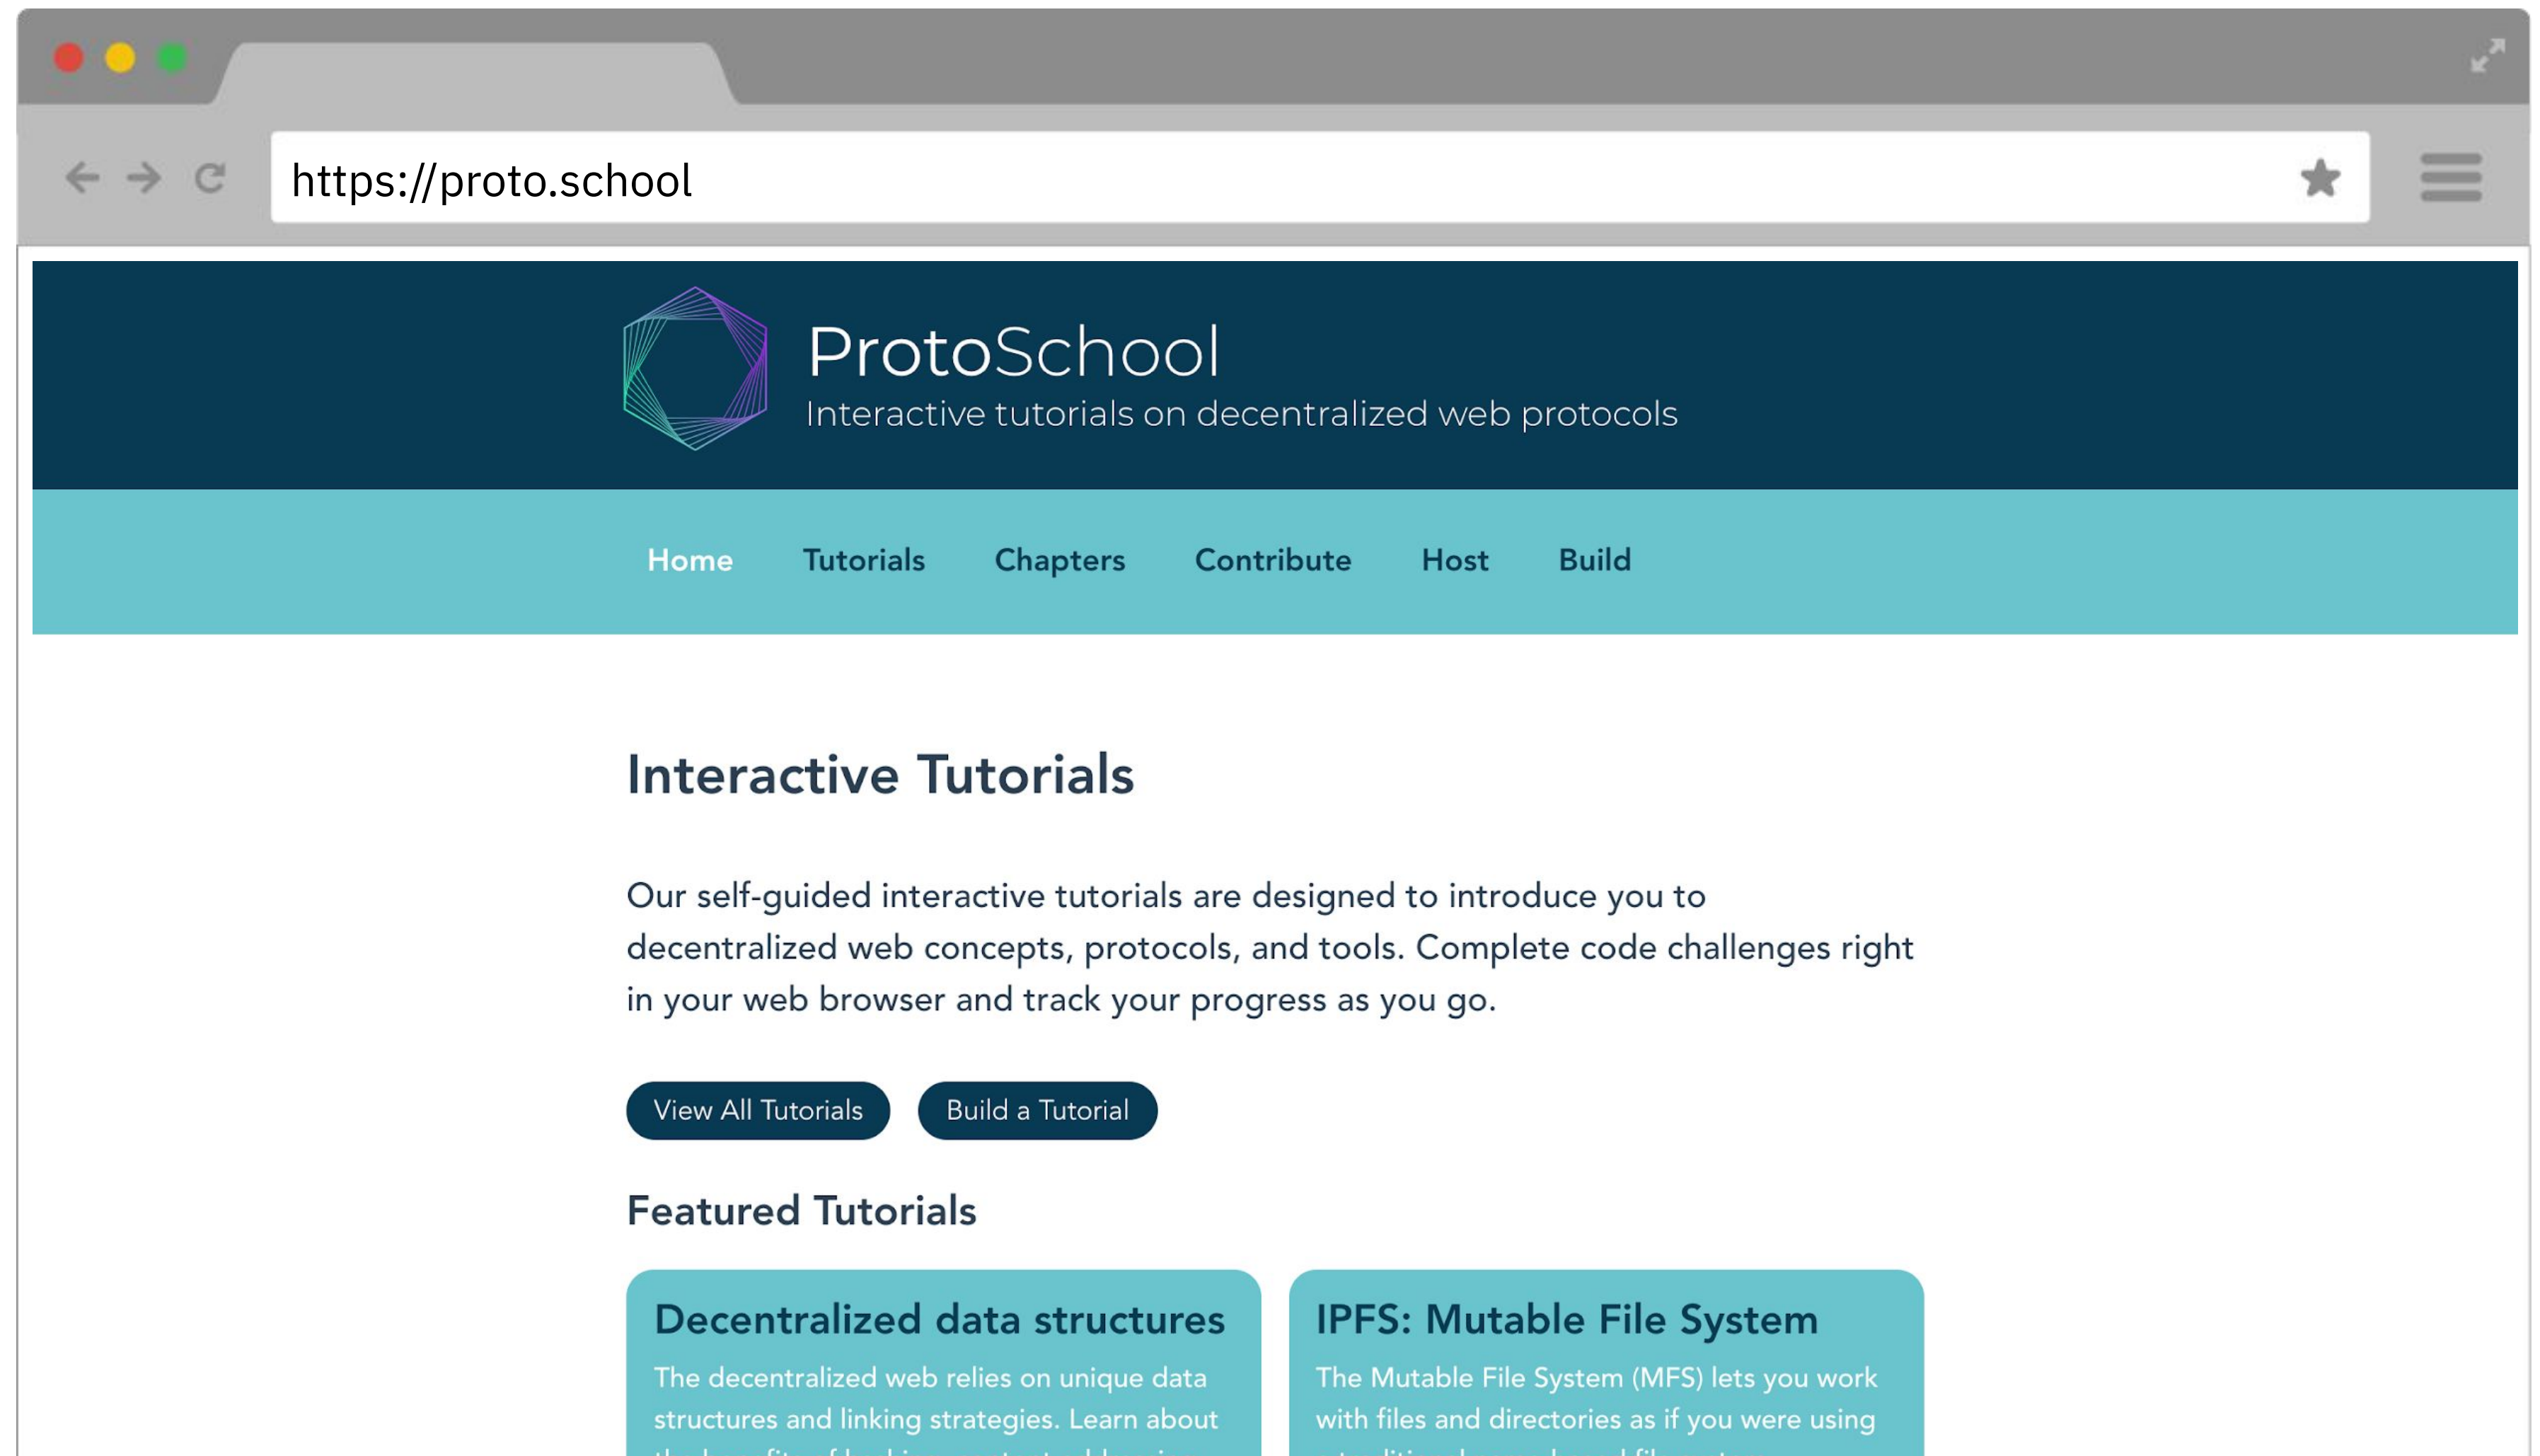 https://proto.school
ProtoSchool
Interactive tutorials on decentralized web protocols
Home Tutorials Chapters Contribute Host Build
Interactive Tutorials
Our self-guided interactive tutorials are designed to introduce you to
decentralized web concepts, protocols, and tools. Complete code challenges right
in your web browser and track your progress as you go.
View All Tutorials Build a Tutorial
Featured Tutorials
Decentralized data structures
The decentralized web relies on unique data
structures and linking strategies. Learn about
IPFS: Mutable File System
The Mutable File System (MFS) lets you work
with files and directories as if you were using